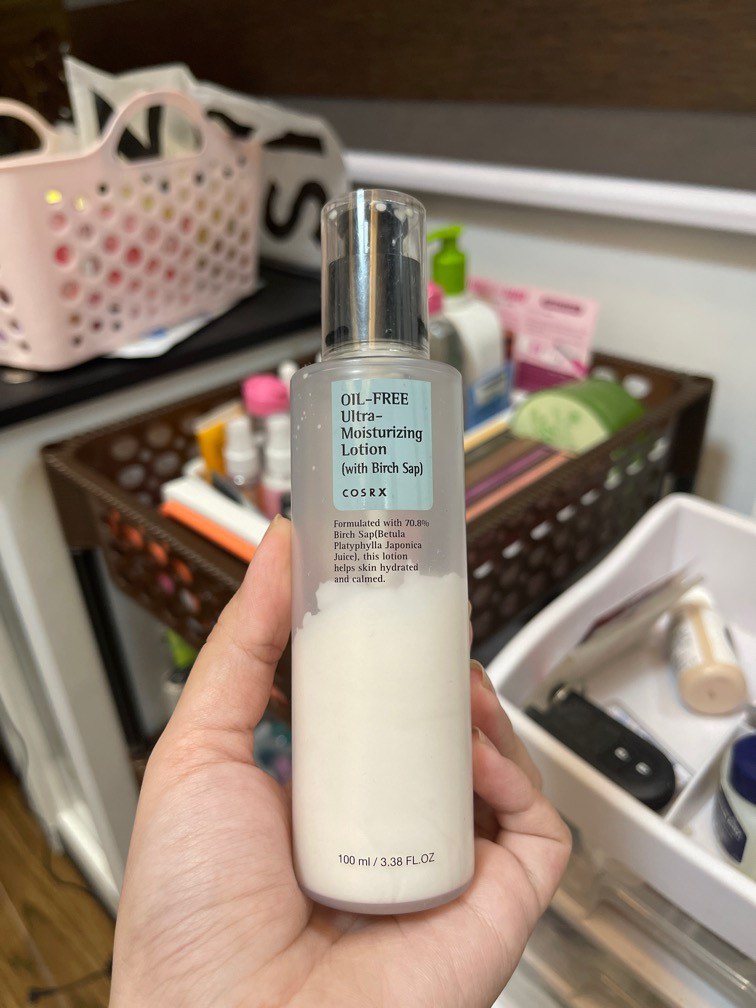 OIL-FREE
Ultra-
Moisturizing
Lotion
(with Birch Sap)
COSRX
Formulated with 70.8%
Birch Sap(Betula
Platyphylla Japonica
Juice), this lotion
helps skin hydrated
and calmed.
100 ml / 3.38 FL.OZ